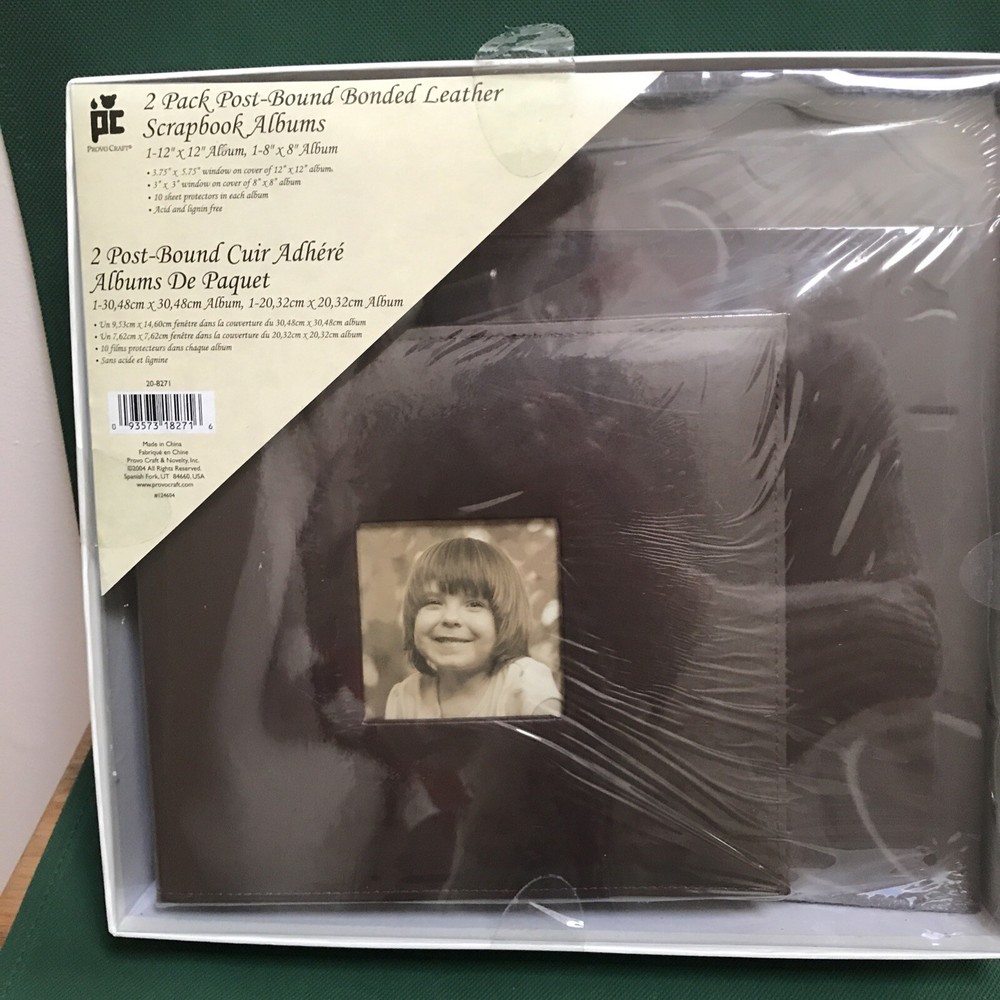 pc
PROVO CRAFT®
2 Pack Post-Bound Bonded Leather
Scrapbook Albums
1-12" x 12" Album, 1-8" x 8" Album
• 3.75" x 5.75" window on cover of 12" x 12" album.
• 3" x 3" window on cover of 8" x 8" album
• 10 sheet protectors in each album
• Acid and lignin free
2 Post-Bound Cuir Adhéré
Albums De Paquet
1-30,48cm x 30,48cm Album, 1-20,32cm x 20,32cm Album
• Un 9,53cm x 14,60cm fenêtre dans la couverture du 30,48cm x 30,48cm album
• Un 7,62cm x 7,62cm fenêtre dans la couverture du 20,32cm x 20,32cm album
• 10 films protecteurs dans chaque album
• Sans acide et lignine
20-8271
0 93573 18271 6
Made in China
Fabriqué en Chine
Provo Craft & Novelty, Inc.
©2004 All Rights Reserved.
Spanish Fork, UT 84660, USA
www.provocraft.com
#124604